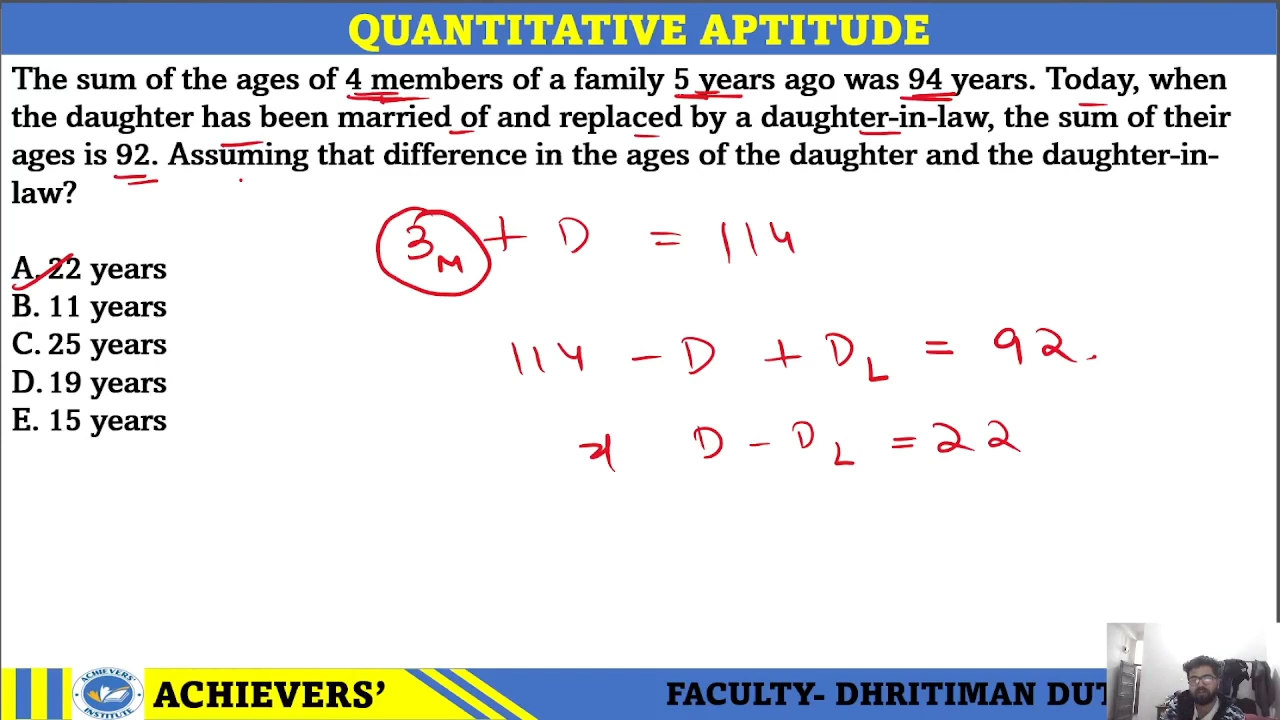 QUANTITATIVE APTITUDE
The sum of the ages of 4 members of a family 5 years ago was 94 years. Today, when
the daughter has been married of and replaced by a daughter-in-law, the sum of their
ages is 92. Assuming that difference in the ages of the daughter and the daughter-in-
law?
3M + D = 114
A. 22 years
B. 11 years
114 - D + DL = 92.
C. 25 years
D. 19 years
E. 15 years
D - DL = 22
ACHIEVERS'
INSTITUTE
ACHIEVERS'
FACULTY- DHRITIMAN DUT